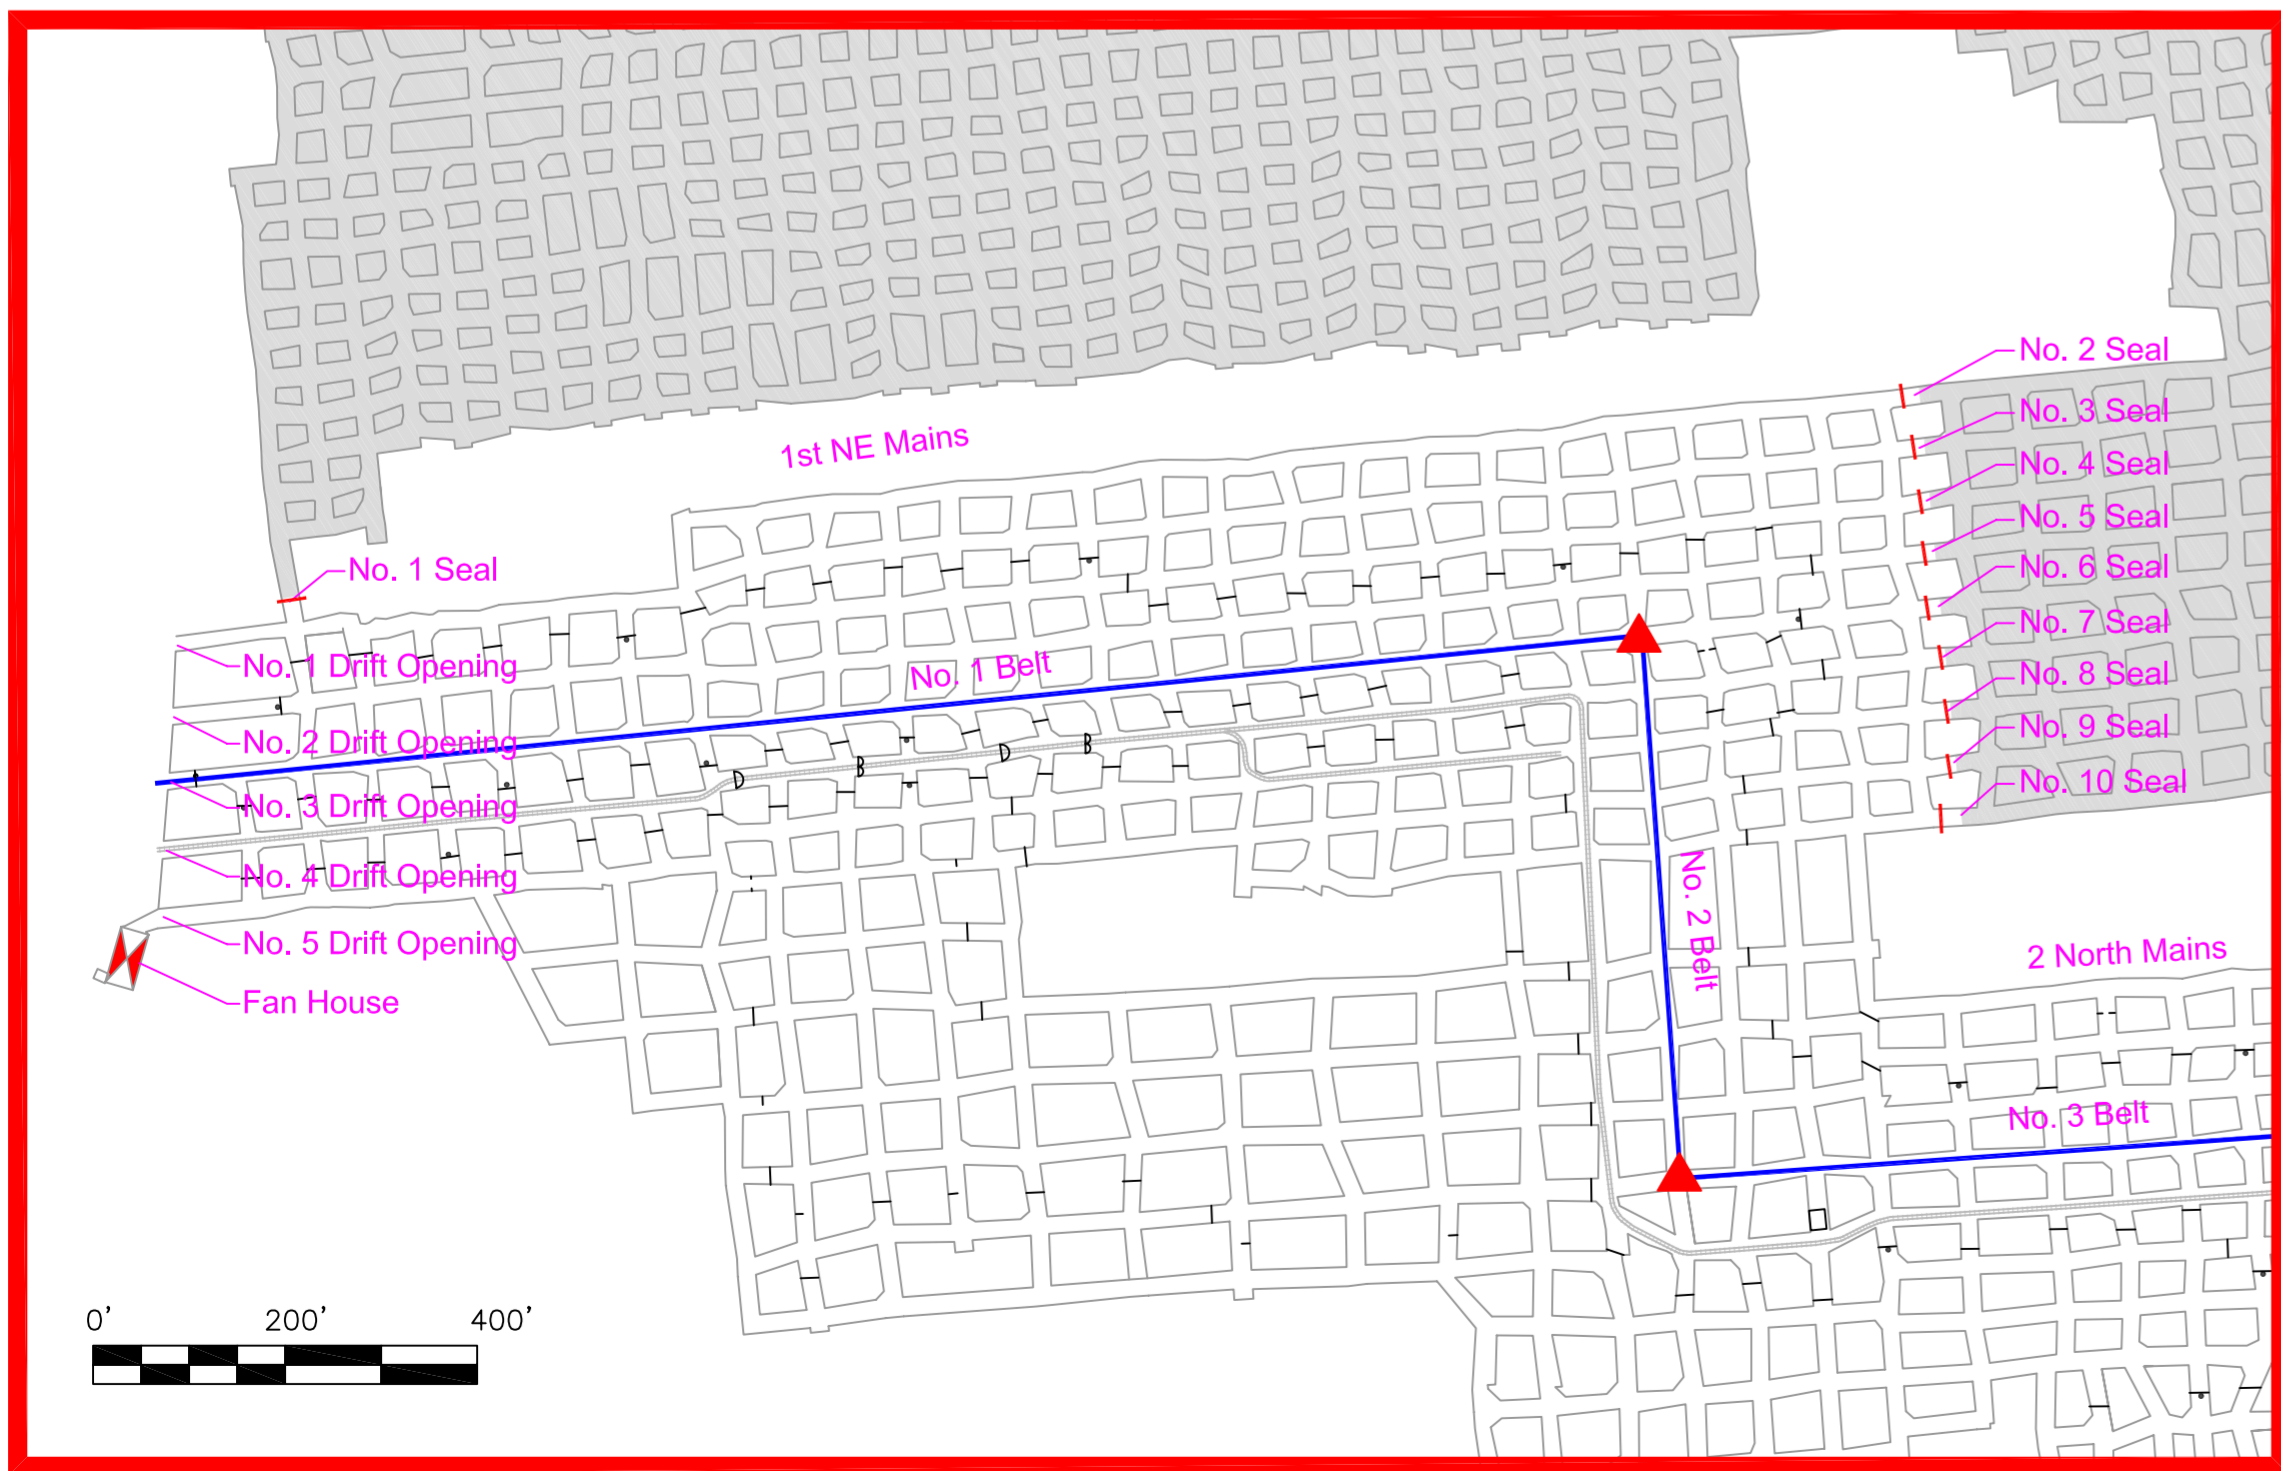 No. 2 Seal
No. 3 Seal
1st NE Mains
No. 4 Seal
No. 5 Seal
No. 1 Seal
No. 6 Seal
No. 7 Seal
No. 1 Drift Opening
No. 1 Belt
No. 8 Seal
No. 2 Drift Opening
No. 9 Seal
No. 3 Drift Opening
No. 10 Seal
D
B
D
B
No. 4 Drift Opening
No. 2 Belt
No. 5 Drift Opening
2 North Mains
Fan House
No. 3 Belt
0' 200' 400'